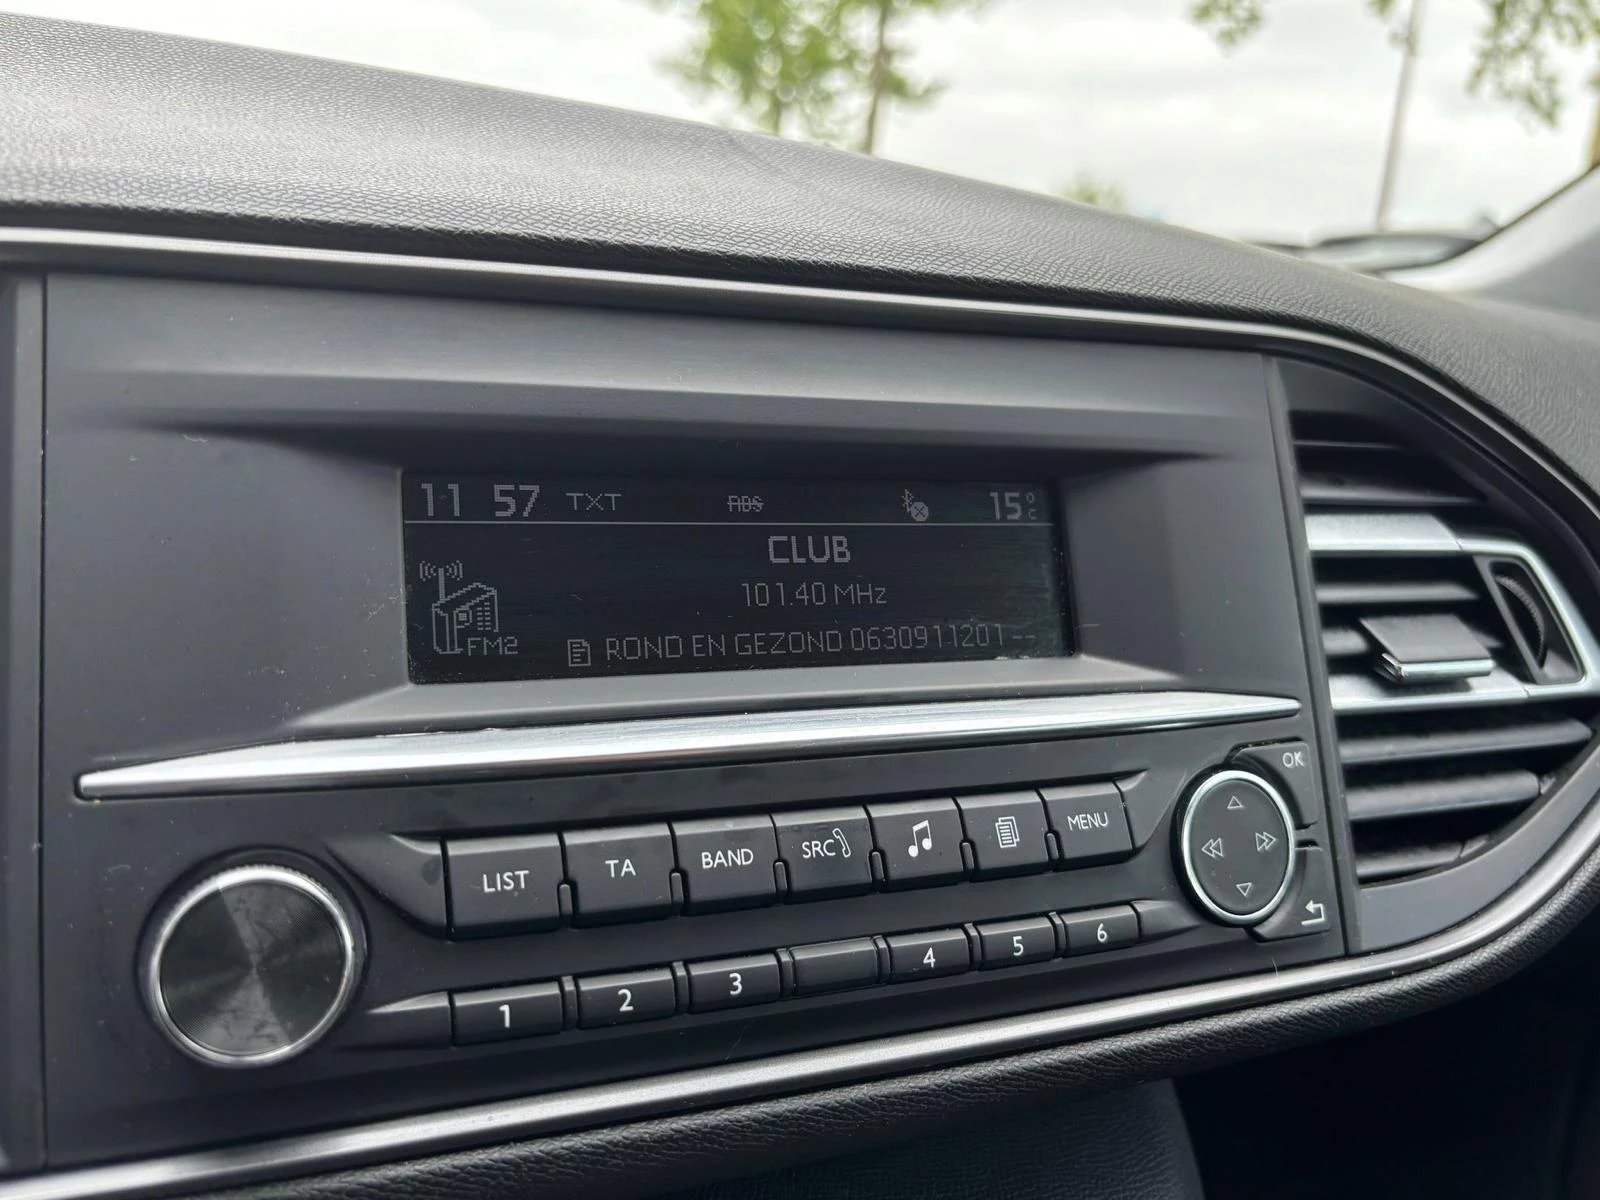 11 57 TXT RDS 15°C
CLUB
101.40 MHz
FM2
ROND EN GEZOND 0630911201--
OK
LIST TA BAND SRC MENU
1 2 3 4 5 6